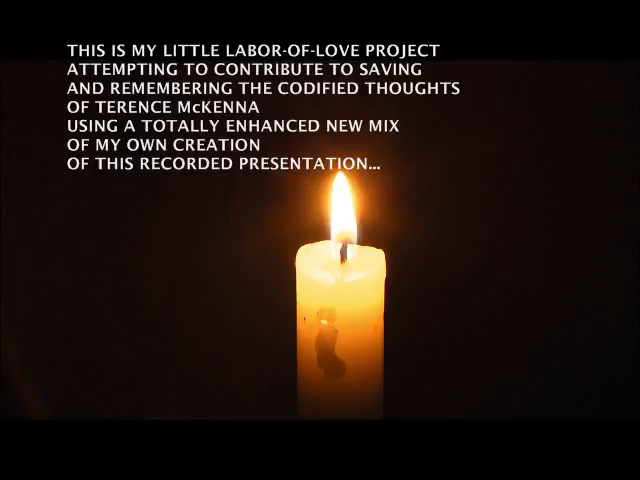 THIS IS MY LITTLE LABOR-OF-LOVE PROJECT
ATTEMPTING TO CONTRIBUTE TO SAVING
AND REMEMBERING THE CODIFIED THOUGHTS
OF TERENCE McKENNA
USING A TOTALLY ENHANCED NEW MIX
OF MY OWN CREATION
OF THIS RECORDED PRESENTATION...